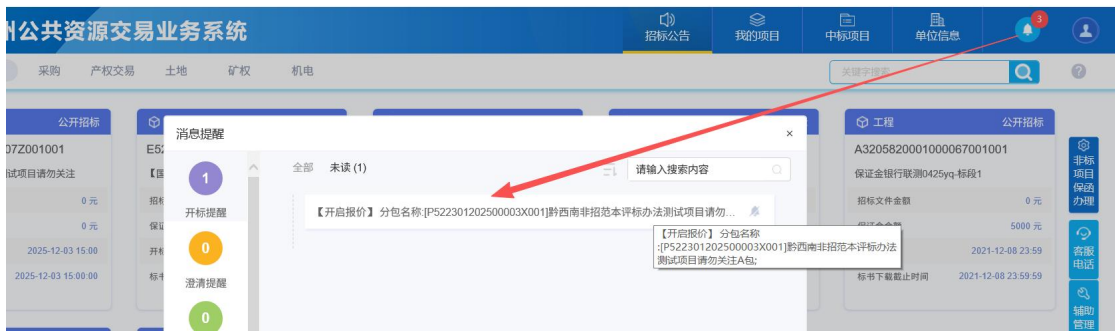 州公共资源交易业务系统
招标公告
我的项目
中标项目
单位信息
3
采购 产权交易 土地 矿权 机电
关键字搜索
公开招标
07Z001001
试项目请勿关注
0 元
0 元
2025-12-03 15:00
2025-12-03 15:00:00
消息提醒
×
1
开标提醒
0
澄清提醒
0
全部 未读 (1)
请输入搜索内容
【开启报价】 分包名称:[P522301202500003X001]黔西南非招范本评标办法测试项目请勿...
【开启报价】 分包名称
:[P522301202500003X001]黔西南非招范本评标办法
测试项目请勿关注A包;
工程 公开招标
A3205820001000067001001
保证金银行联测0425yq-标段1
招标文件金额 0 元
5000 元
2021-12-08 23:59
标书下载截止时间 2021-12-08 23:59:59
非标
项目
保函
办理
客服
电话
辅助
管理